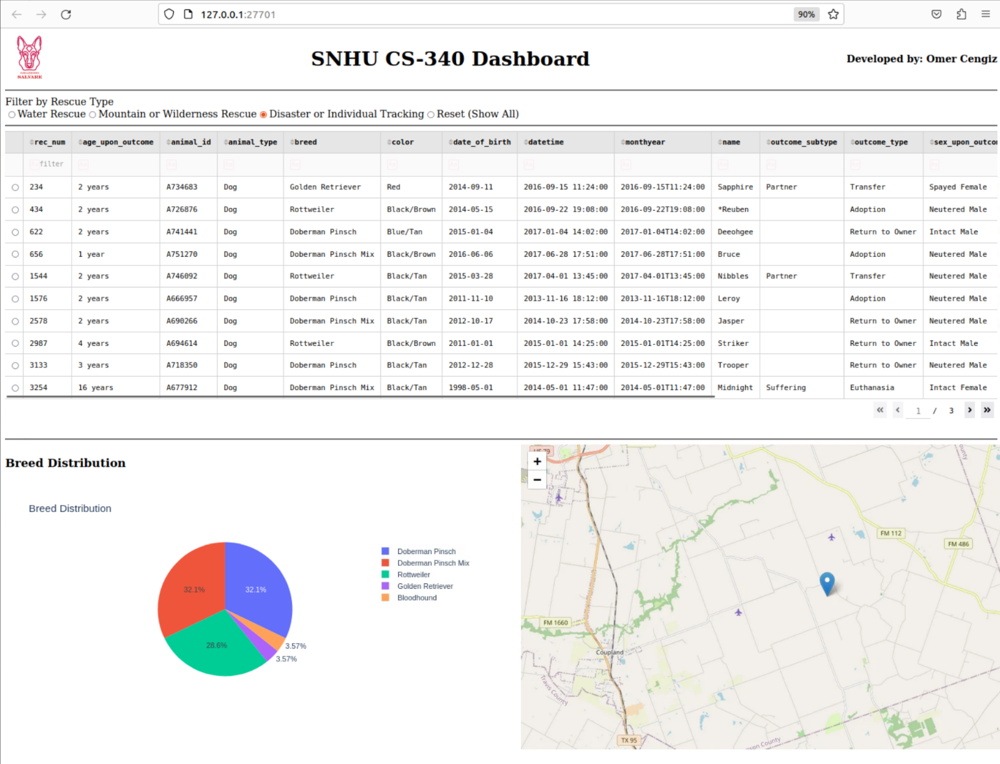 127.0.0.1:27701 90%
SALVARE
SNHU CS-340 Dashboard
Developed by: Omer Cengiz
Filter by Rescue Type
Water Rescue Mountain or Wilderness Rescue Disaster or Individual Tracking Reset (Show All)
rec_num age_upon_outcome animal_id animal_type breed color date_of_birth datetime monthyear name outcome_subtype outcome_type sex_upon_outcom
filter
234 2 years A734683 Dog Golden Retriever Red 2014-09-11 2016-09-15 11:24:00 2016-09-15T11:24:00 Sapphire Partner Transfer Spayed Female
434 2 years A726876 Dog Rottweiler Black/Brown 2014-05-15 2016-09-22 19:08:00 2016-09-22T19:08:00 *Reuben Adoption Neutered Male
622 2 years A741441 Dog Doberman Pinsch Blue/Tan 2015-01-04 2017-01-04 14:02:00 2017-01-04T14:02:00 Deeohgee Return to Owner Intact Male
656 1 year A751270 Dog Doberman Pinsch Mix Black/Brown 2016-06-06 2017-06-28 17:51:00 2017-06-28T17:51:00 Bruce Adoption Neutered Male
1544 2 years A746092 Dog Rottweiler Black/Tan 2015-03-28 2017-04-01 13:45:00 2017-04-01T13:45:00 Nibbles Partner Transfer Neutered Male
1576 2 years A666957 Dog Doberman Pinsch Black/Tan 2011-11-10 2013-11-16 18:12:00 2013-11-16T18:12:00 Leroy Adoption Neutered Male
2578 2 years A690266 Dog Doberman Pinsch Mix Black/Tan 2012-10-17 2014-10-23 17:58:00 2014-10-23T17:58:00 Jasper Return to Owner Neutered Male
2987 4 years A694614 Dog Rottweiler Black/Brown 2011-01-01 2015-01-01 14:25:00 2015-01-01T14:25:00 Striker Return to Owner Intact Male
3133 3 years A718350 Dog Doberman Pinsch Black/Tan 2012-12-28 2015-12-29 15:43:00 2015-12-29T15:43:00 Trooper Return to Owner Neutered Male
3254 16 years A677912 Dog Doberman Pinsch Mix Black/Tan 1998-05-01 2014-05-01 11:47:00 2014-05-01T11:47:00 Midnight Suffering Euthanasia Intact Female
« ‹ 1 / 3 › »
Breed Distribution
Breed Distribution
Doberman Pinsch
Doberman Pinsch Mix
Rottweiler
Golden Retriever
Bloodhound
32.1%
32.1%
28.6%
3.57%
3.57%
+
−
US 79
ounty
FM 112
FM 486
FM 1660
Coupland
Travis County
TX 95
son County